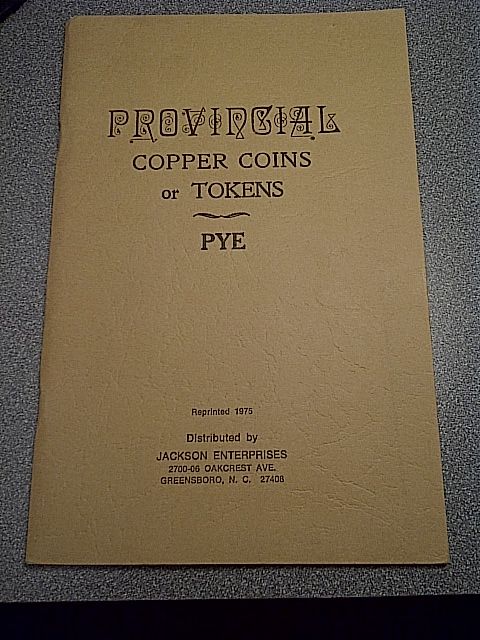 PROVINCIAL
COPPER COINS
or TOKENS
PYE
Reprinted 1975
Distributed by
JACKSON ENTERPRISES
2700-06 OAKCREST AVE.
GREENSBORO, N. C. 27408